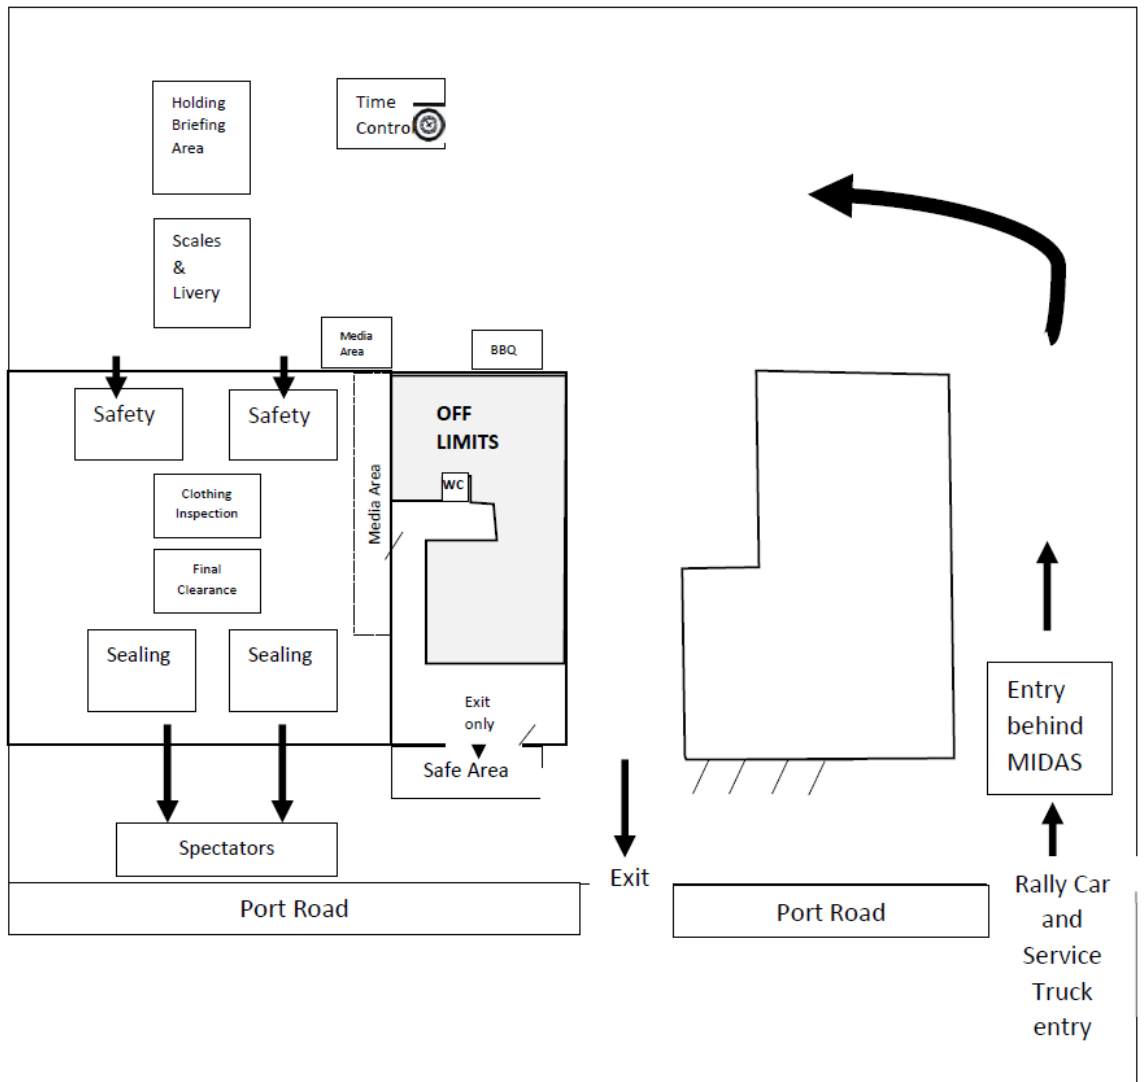 Holding
Briefing
Area
Time
Control
Scales
&
Livery
Media
Area
BBQ
Safety
Safety
OFF
LIMITS
WC
Clothing
Inspection
Media Area
Final
Clearance
Sealing
Sealing
Exit
only
Safe Area
Entry
behind
MIDAS
Spectators
Exit
Port Road
Port Road
Rally Car
and
Service
Truck
entry